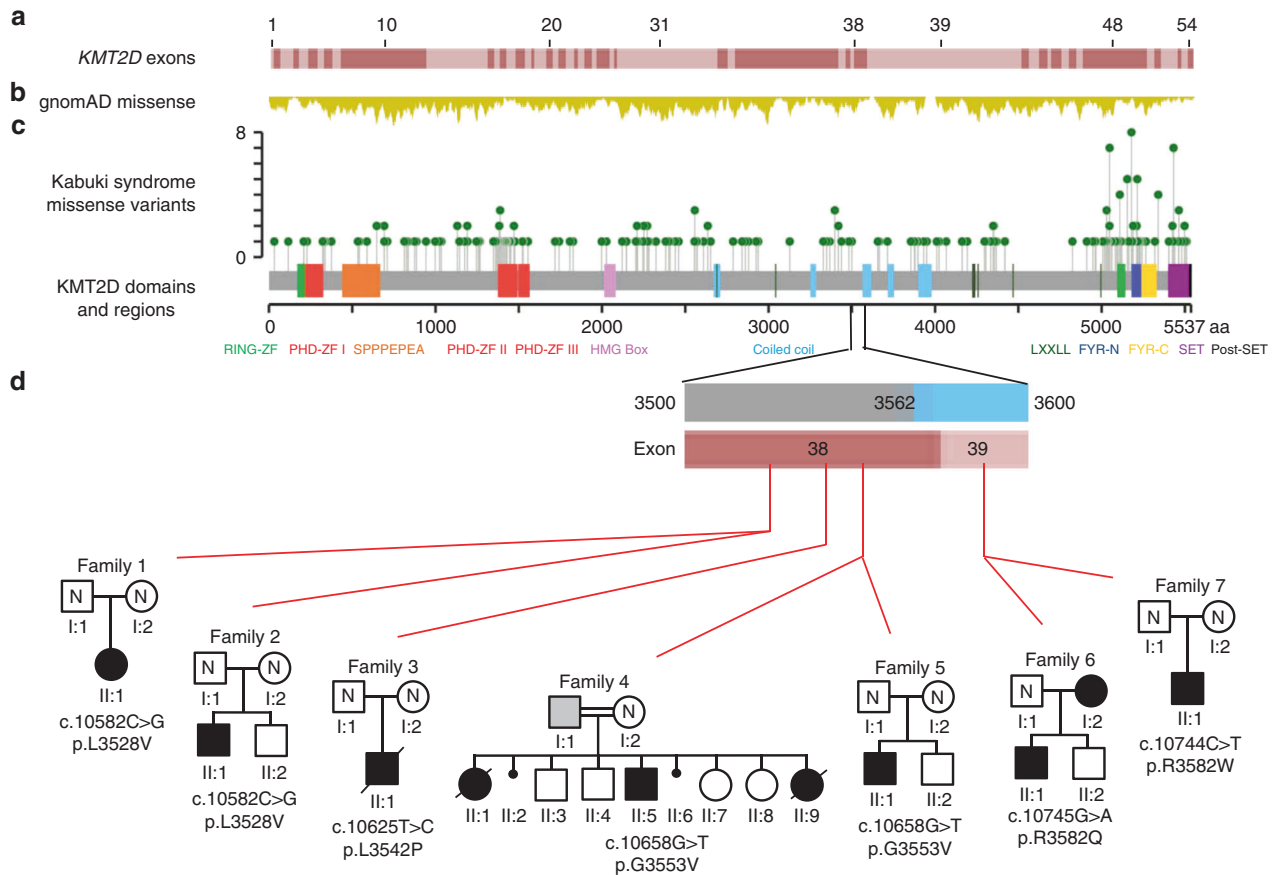 a
1 10 20 31 38 39 48 54
KMT2D exons
b
gnomAD missense
c
8
Kabuki syndrome
missense variants
0
KMT2D domains
and regions
0 1000 2000 3000 4000 5000 5537 aa
RING-ZF PHD-ZF I SPPPEPEA PHD-ZF II PHD-ZF III HMG Box Coiled coil LXXLL FYR-N FYR-C SET Post-SET
d
3500 3562 3600
Exon 38 39
Family 1
N N
I:1 I:2
II:1
c.10582C>G
p.L3528V
Family 2
N N
I:1 I:2
II:1 II:2
c.10582C>G
p.L3528V
Family 3
N N
I:1 I:2
II:1
c.10625T>C
p.L3542P
Family 4
N
I:1 I:2
II:1 II:2 II:3 II:4 II:5 II:6 II:7 II:8 II:9
c.10658G>T
p.G3553V
Family 5
N N
I:1 I:2
II:1 II:2
c.10658G>T
p.G3553V
Family 6
N
I:1 I:2
II:1 II:2
c.10745G>A
p.R3582Q
Family 7
N N
I:1 I:2
II:1
c.10744C>T
p.R3582W